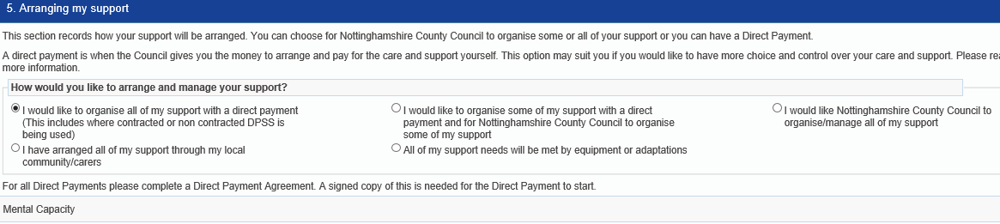 5. Arranging my support
This section records how your support will be arranged. You can choose for Nottinghamshire County Council to organise some or all of your support or you can have a Direct Payment.
A direct payment is when the Council gives you the money to arrange and pay for the care and support yourself. This option may suit you if you would like to have more choice and control over your care and support. Please
more information.
How would you like to arrange and manage your support?
I would like to organise all of my support with a direct payment
(This includes where contracted or non contracted DPSS is
being used)
I would like to organise some of my support with a direct
payment and for Nottinghamshire County Council to organise
some of my support
I would like Nottinghamshire County Council to
organise/manage all of my support
I have arranged all of my support through my local
community/carers
All of my support needs will be met by equipment or adaptations
For all Direct Payments please complete a Direct Payment Agreement. A signed copy of this is needed for the Direct Payment to start.
Mental Capacity